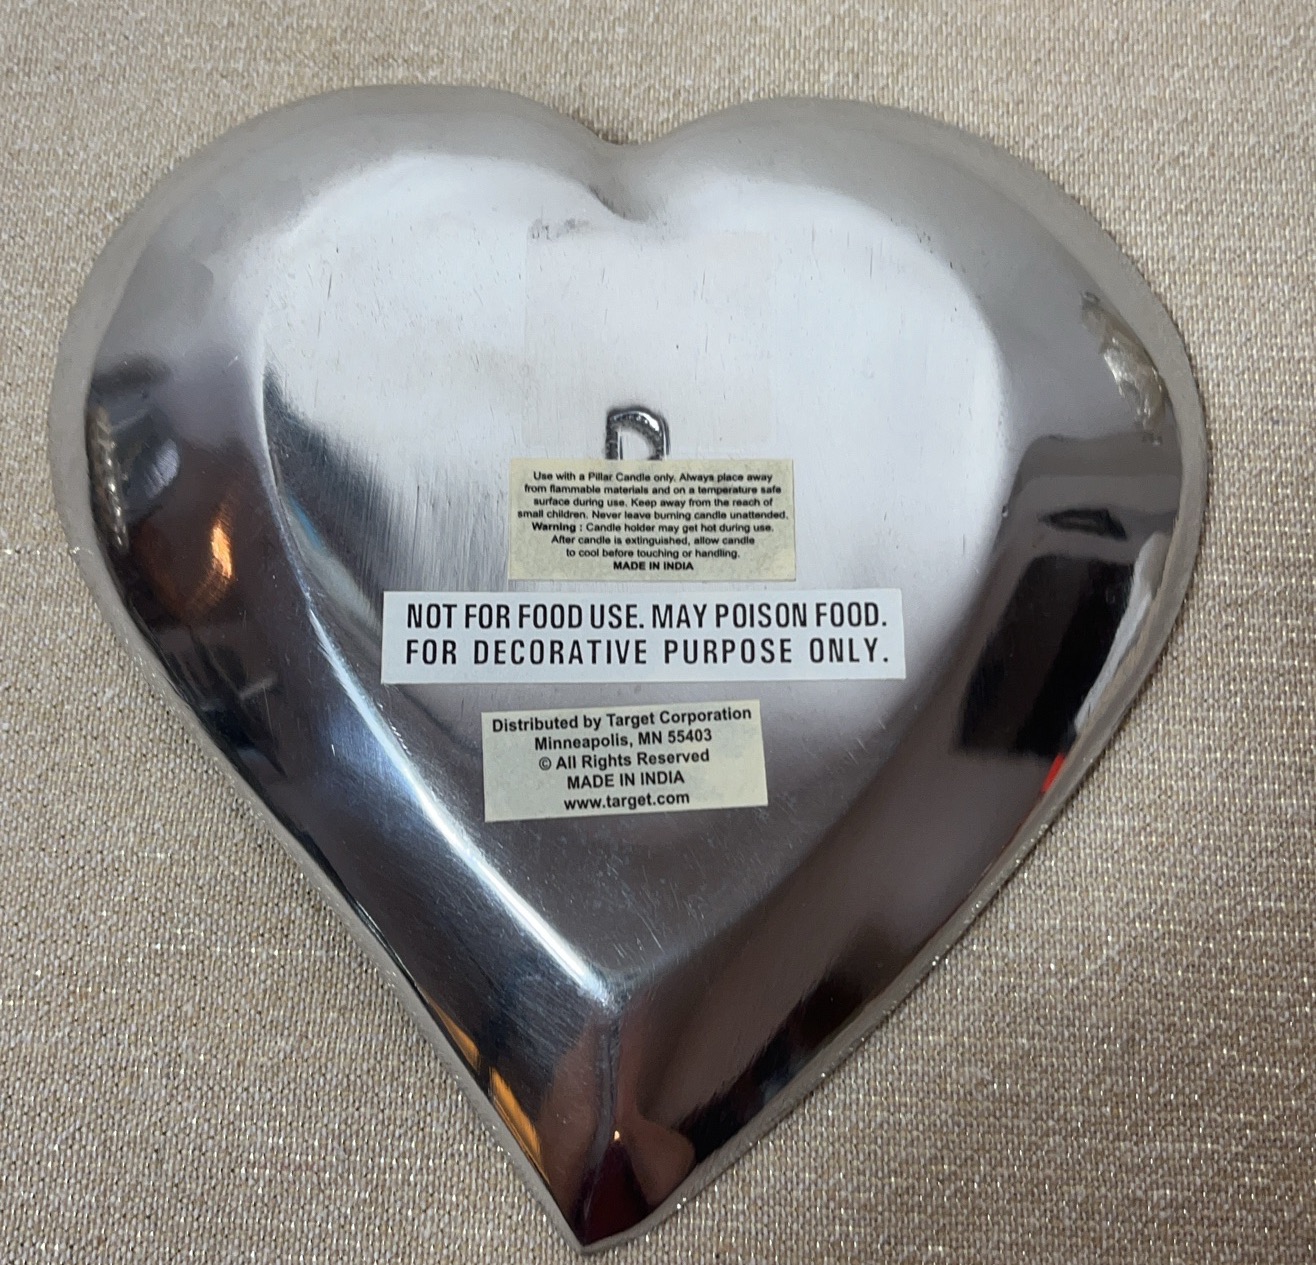 Use with a Pillar Candle only. Always place away
from flammable materials and on a temperature safe
surface during use. Keep away from the reach of
small children. Never leave burning candle unattended.
Warning : Candle holder may get hot during use.
After candle is extinguished, allow candle
to cool before touching or handling.
MADE IN INDIA
NOT FOR FOOD USE. MAY POISON FOOD.
FOR DECORATIVE PURPOSE ONLY.
Distributed by Target Corporation
Minneapolis, MN 55403
© All Rights Reserved
MADE IN INDIA
www.target.com